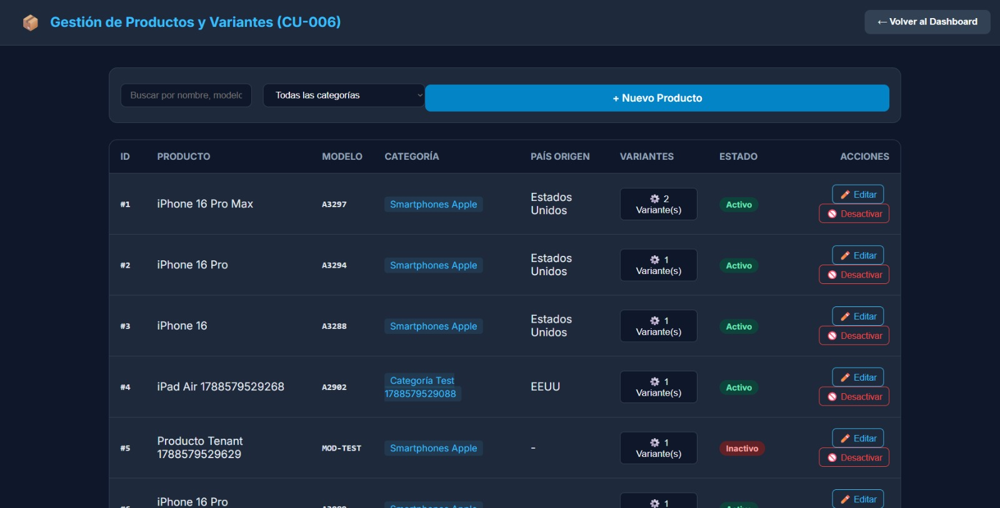 Gestión de Productos y Variantes (CU-006)
← Volver al Dashboard
Buscar por nombre, modelo
Todas las categorías
+ Nuevo Producto
ID PRODUCTO MODELO CATEGORÍA PAÍS ORIGEN VARIANTES ESTADO ACCIONES
#1 iPhone 16 Pro Max A3297 Smartphones Apple Estados Unidos 2 Variante(s) Activo Editar
Desactivar
#2 iPhone 16 Pro A3294 Smartphones Apple Estados Unidos 1 Variante(s) Activo Editar
Desactivar
#3 iPhone 16 A3288 Smartphones Apple Estados Unidos 1 Variante(s) Activo Editar
Desactivar
#4 iPad Air 1788579529268 A2902 Categoría Test 1788579529088 EEUU 1 Variante(s) Activo Editar
Desactivar
#5 Producto Tenant 1788579529629 MOD-TEST Smartphones Apple - 1 Variante(s) Inactivo Editar
Desactivar
iPhone 16 Pro 1 Editar